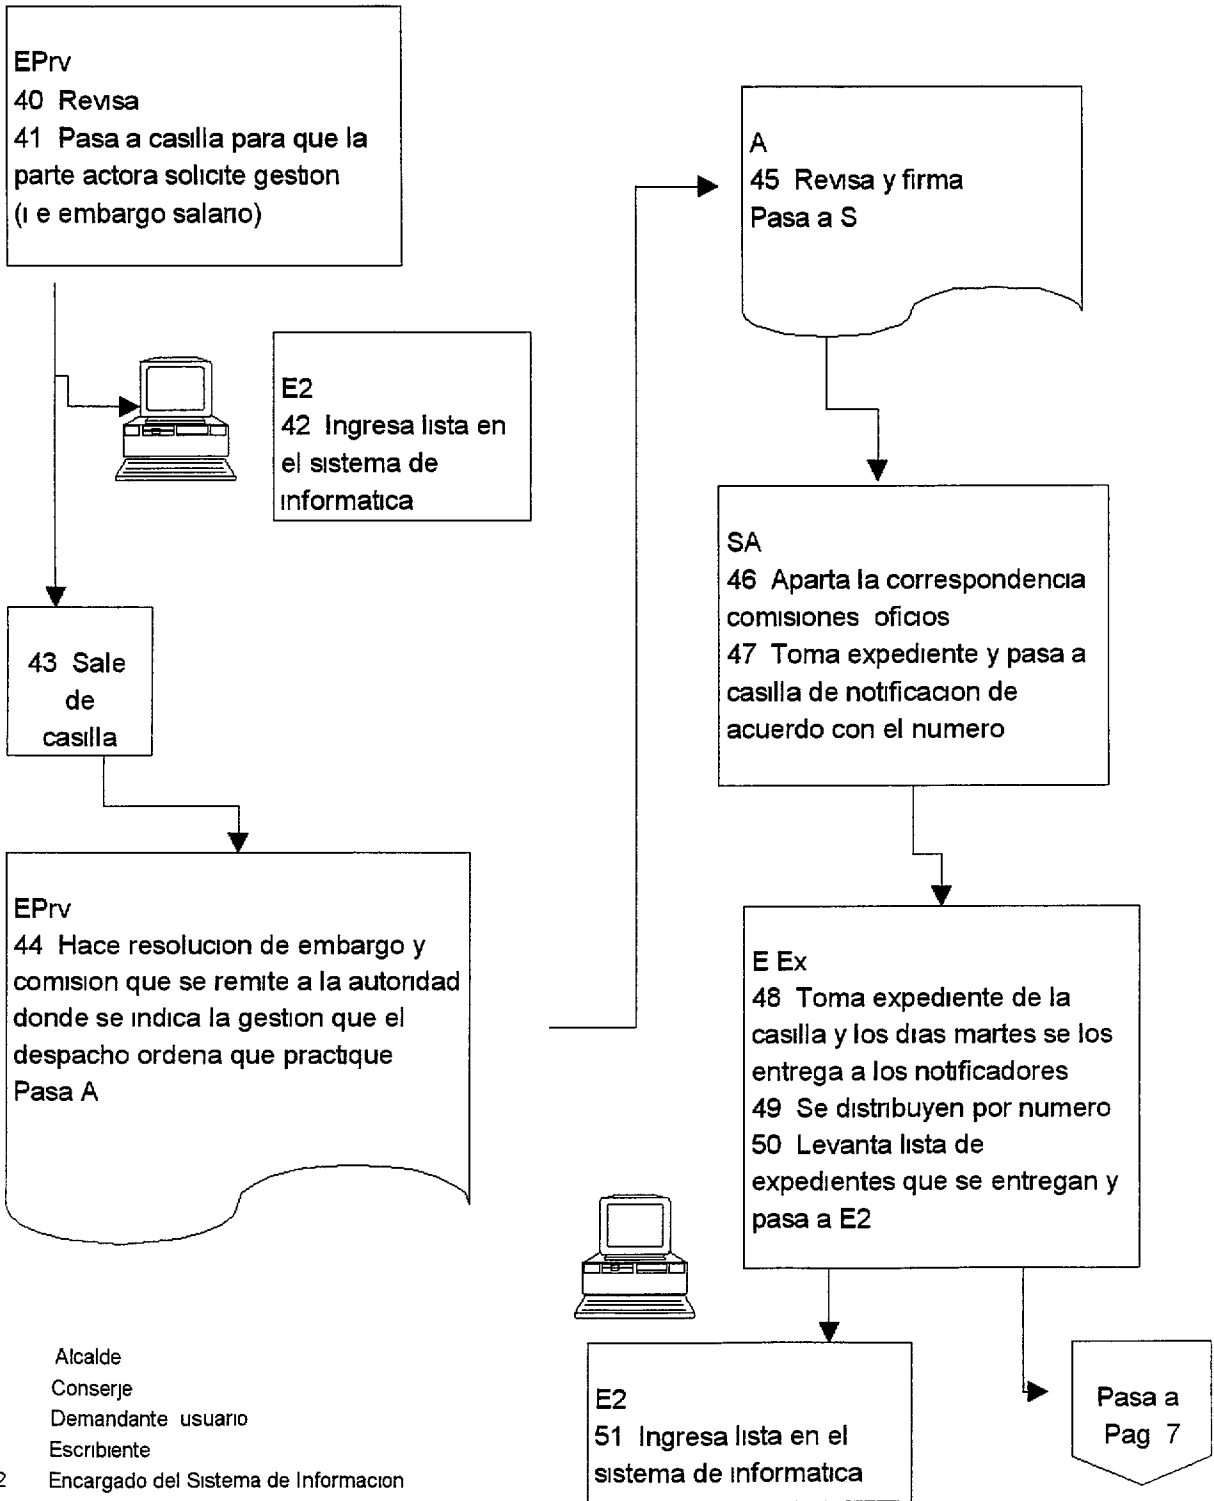 EPrv
40 Revisa
41 Pasa a casilla para que la
parte actora solicite gestion
(i e embargo salario)
E2
42 Ingresa lista en
el sistema de
informatica
43 Sale
de
casilla
EPrv
44 Hace resolucion de embargo y
comision que se remite a la autoridad
donde se indica la gestion que el
despacho ordena que practique
Pasa A
A
45 Revisa y firma
Pasa a S
SA
46 Aparta la correspondencia
comisiones oficios
47 Toma expediente y pasa a
casilla de notificacion de
acuerdo con el numero
E Ex
48 Toma expediente de la
casilla y los dias martes se los
entrega a los notificadores
49 Se distribuyen por numero
50 Levanta lista de
expedientes que se entregan y
pasa a E2
E2
51 Ingresa lista en el
sistema de informatica
Pasa a
Pag 7
Alcalde
Conserje
Demandante usuario
Escribiente
2 Encargado del Sistema de Informacion